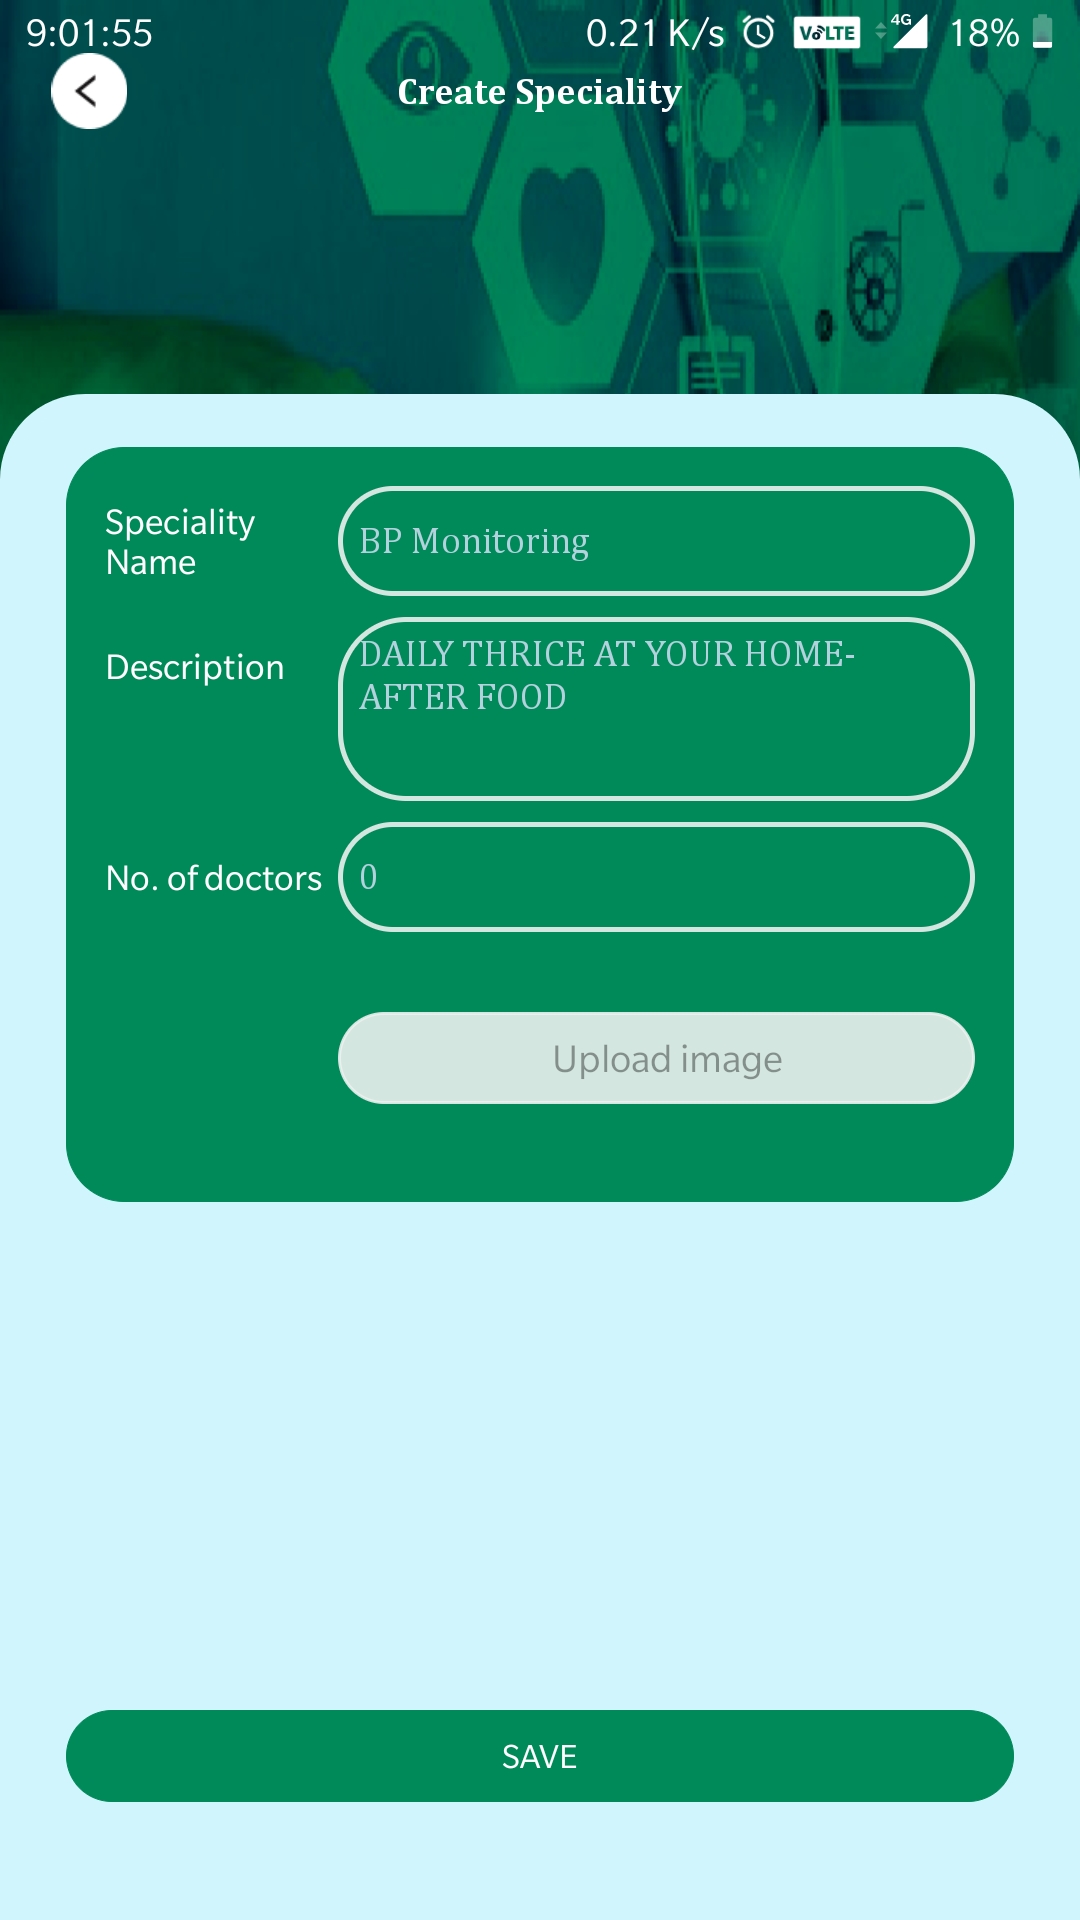 9:01:55 0.21 K/s VoLTE 4G 18%
Create Speciality
Speciality
Name
BP Monitoring
Description
DAILY THRICE AT YOUR HOME-
AFTER FOOD
No. of doctors
0
Upload image
SAVE